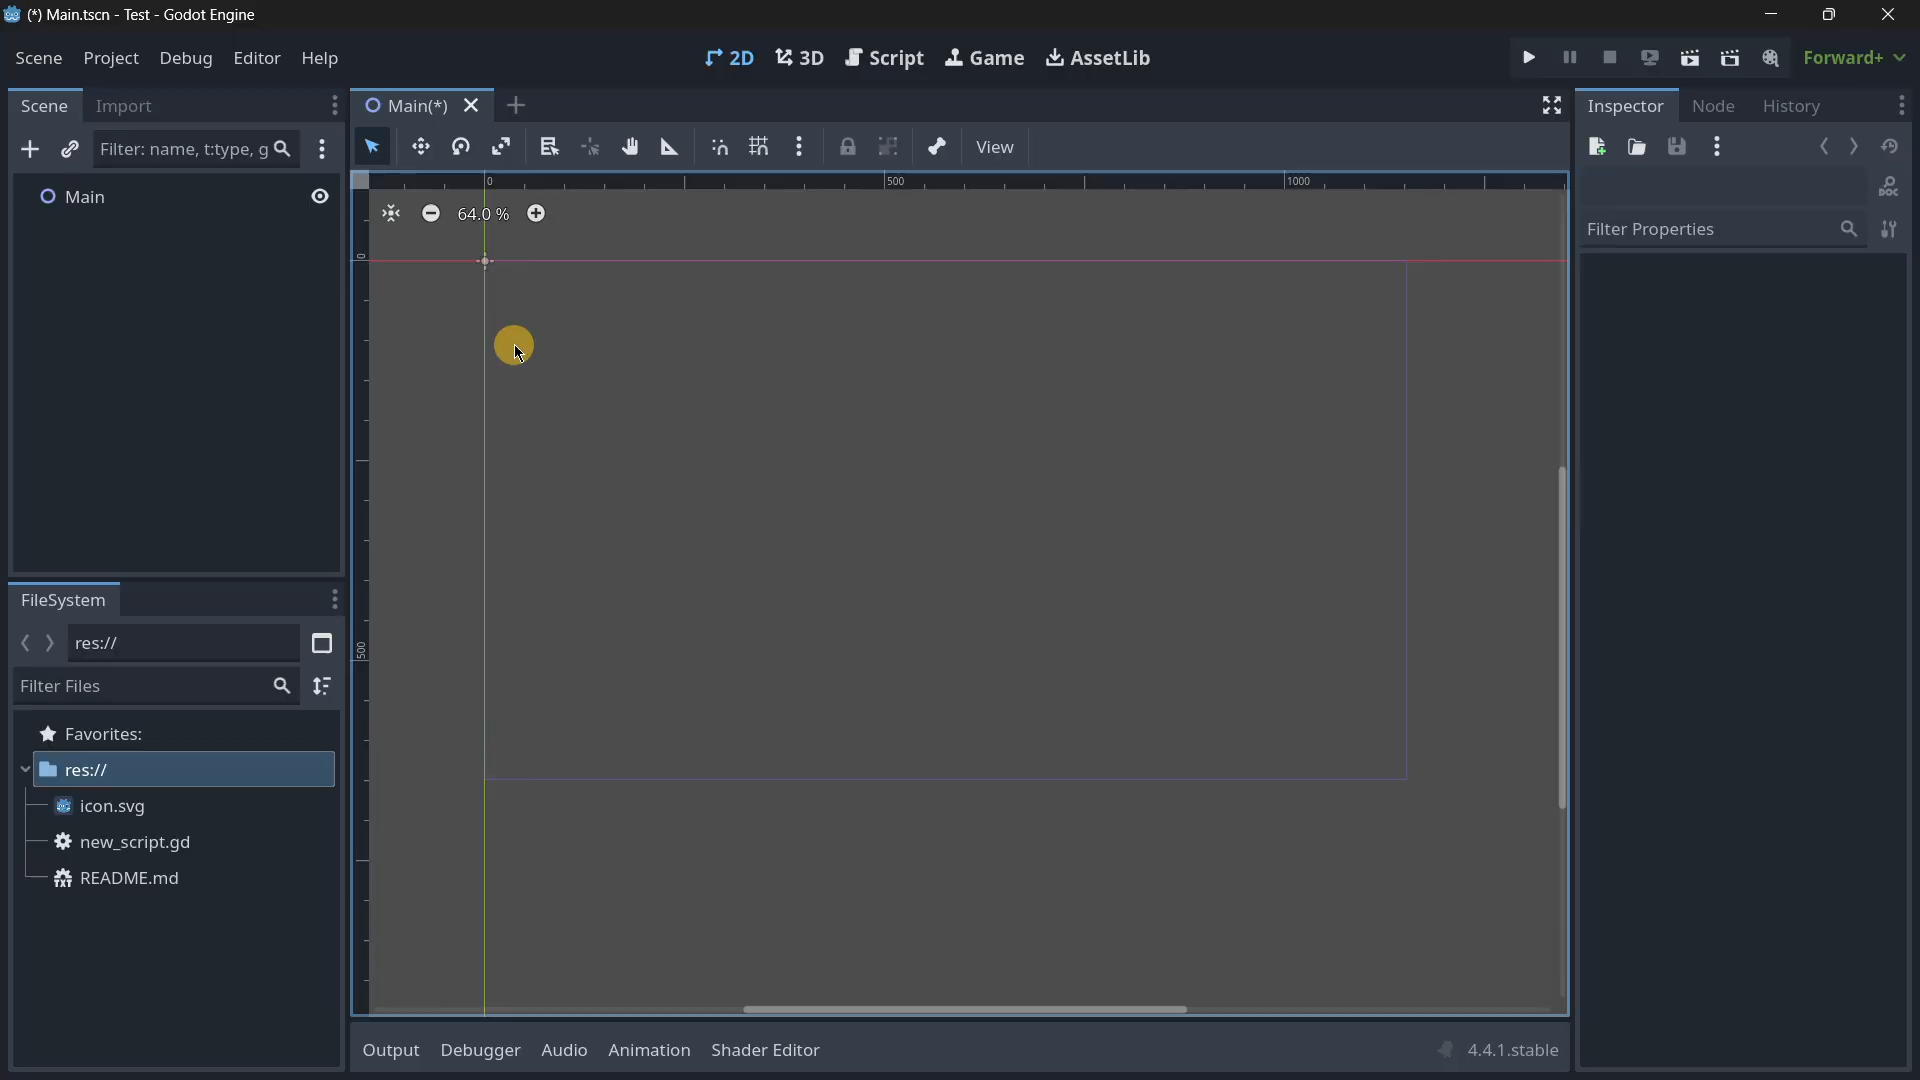 (*) Main.tscn - Test - Godot Engine
Scene Project Debug Editor Help
2D 3D Script Game AssetLib
Forward+
Scene Import
Main(*)
Inspector Node History
Filter: name, t:type, g
View
DOC
Main
0 500 1000
64.0 %
Filter Properties
0
500
FileSystem
res://
Filter Files
Favorites:
res://
icon.svg
new_script.gd
README.md
Output Debugger Audio Animation Shader Editor
4.4.1.stable